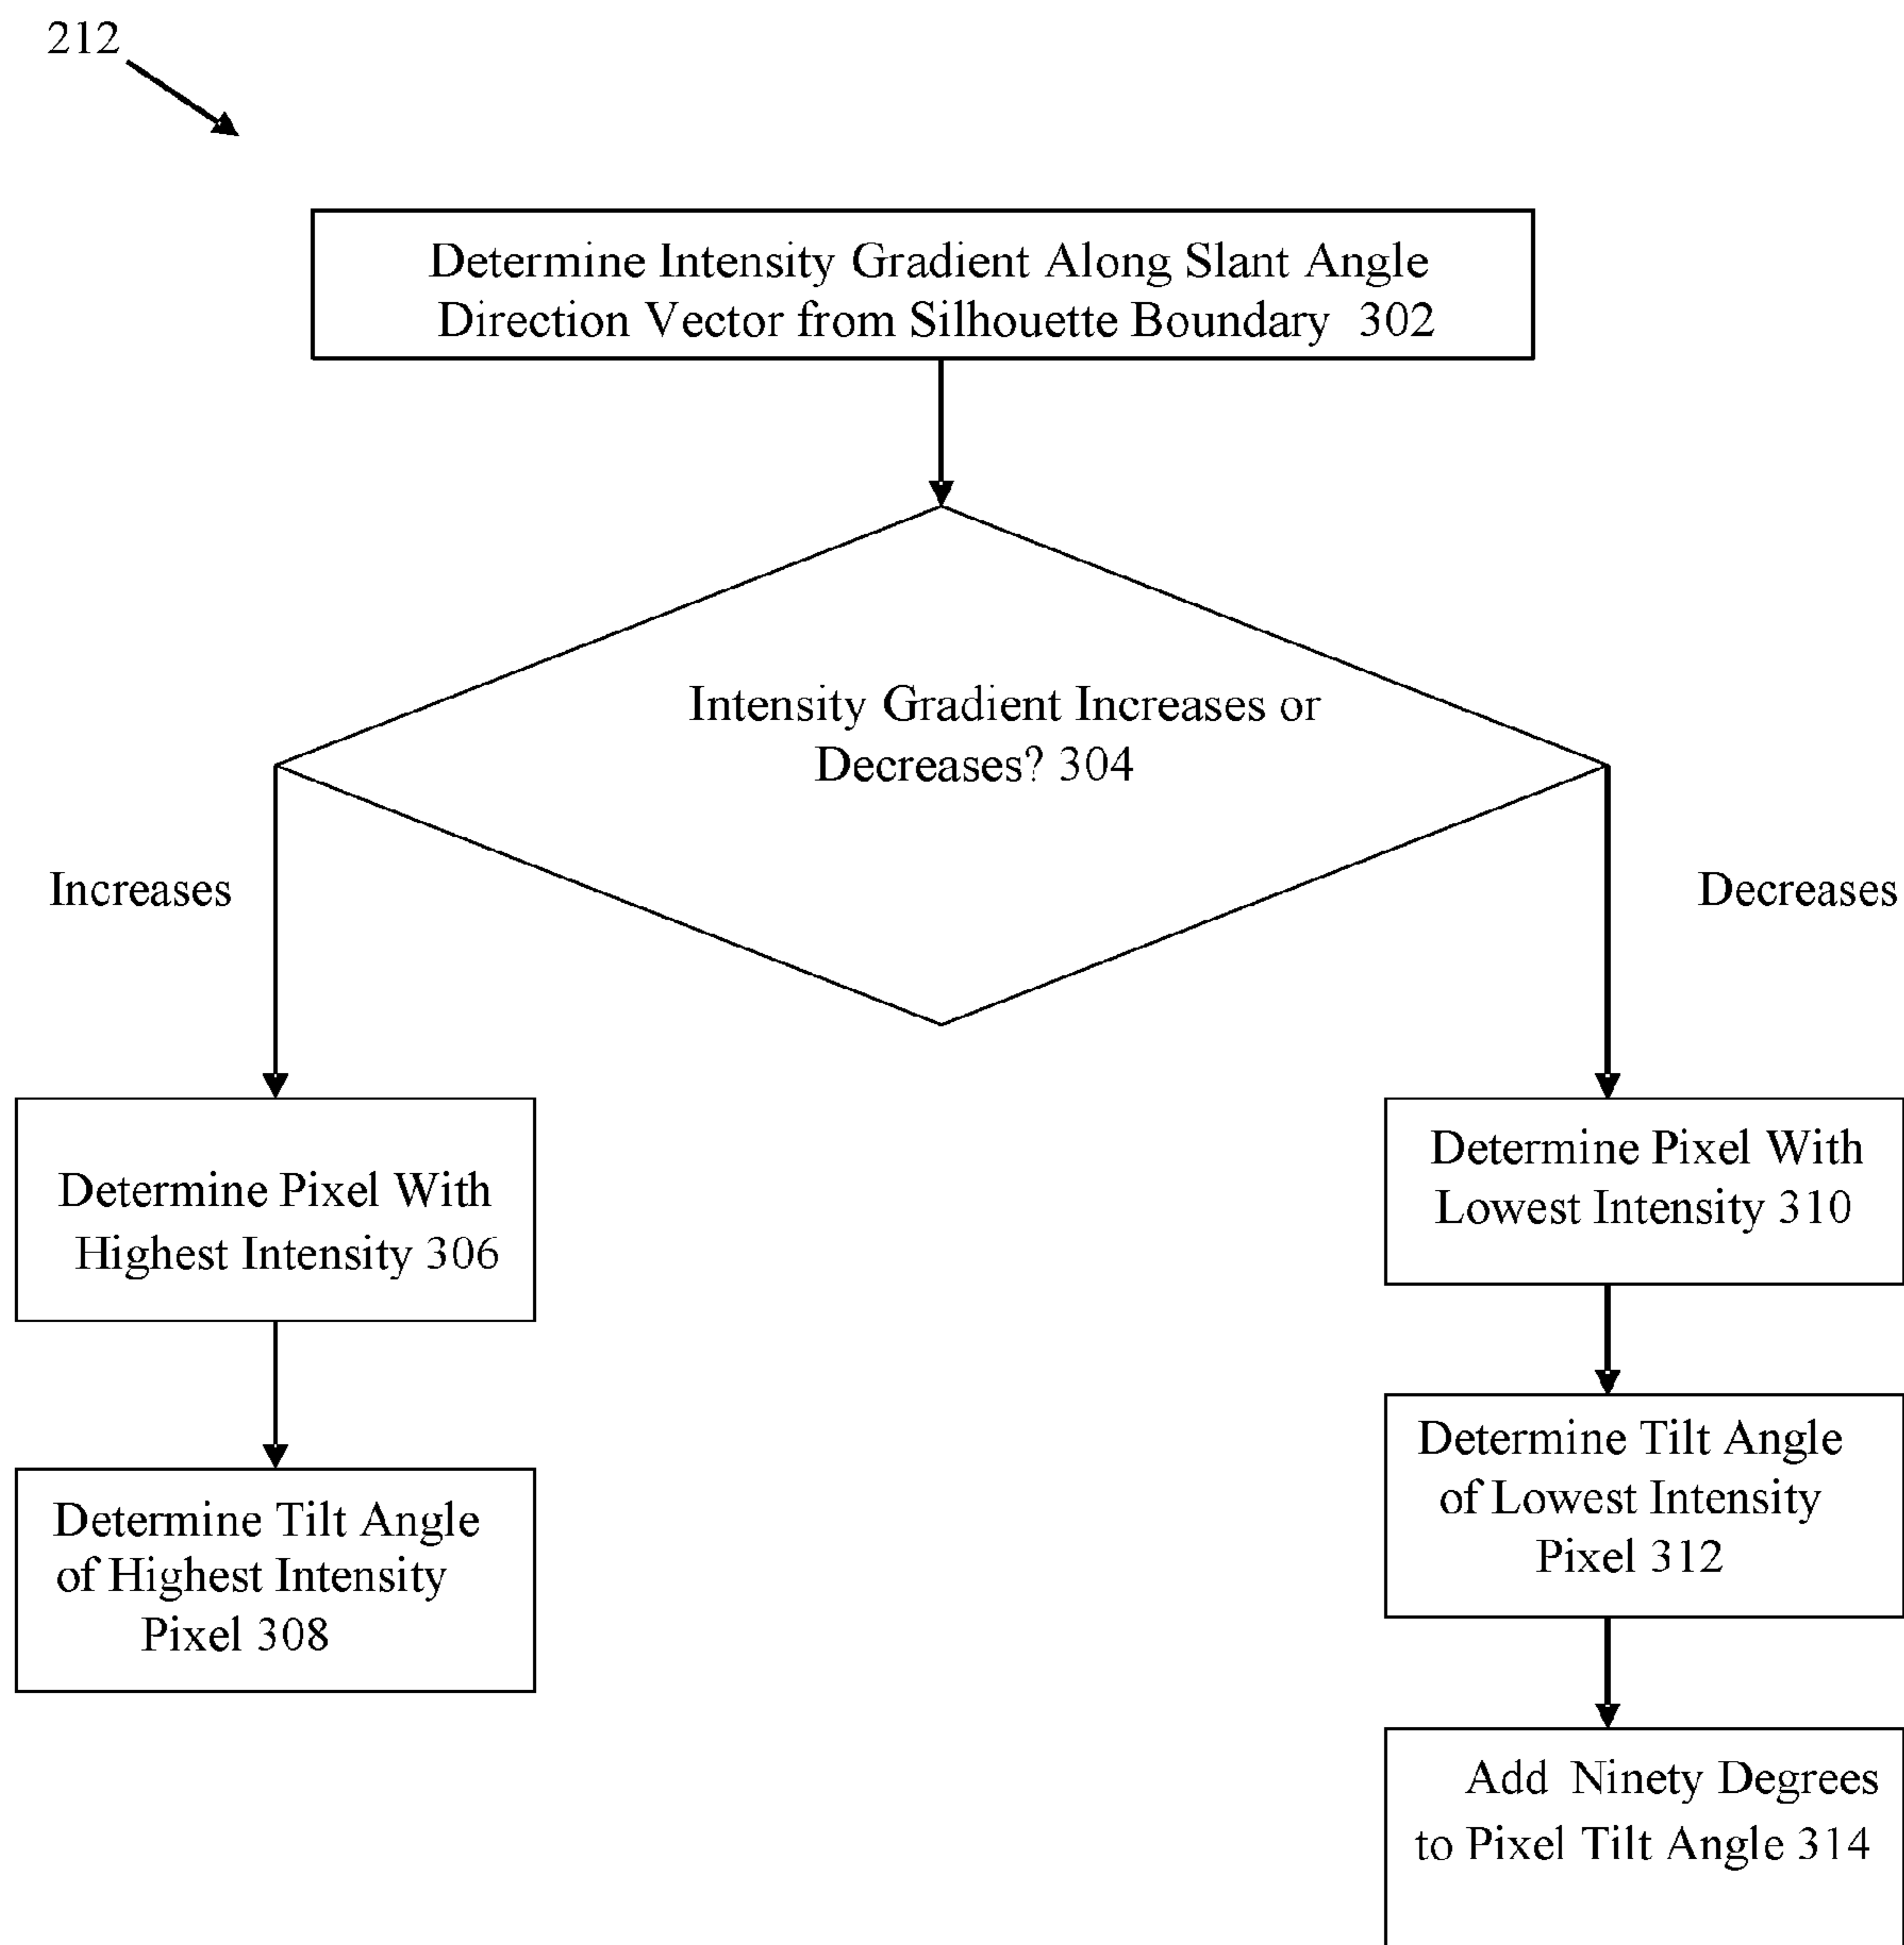 212
Determine Intensity Gradient Along Slant Angle
Direction Vector from Silhouette Boundary 302
Intensity Gradient Increases or
Decreases? 304
Increases
Decreases
Determine Pixel With
Highest Intensity 306
Determine Pixel With
Lowest Intensity 310
Determine Tilt Angle
of Highest Intensity
Pixel 308
Determine Tilt Angle
of Lowest Intensity
Pixel 312
Add Ninety Degrees
to Pixel Tilt Angle 314